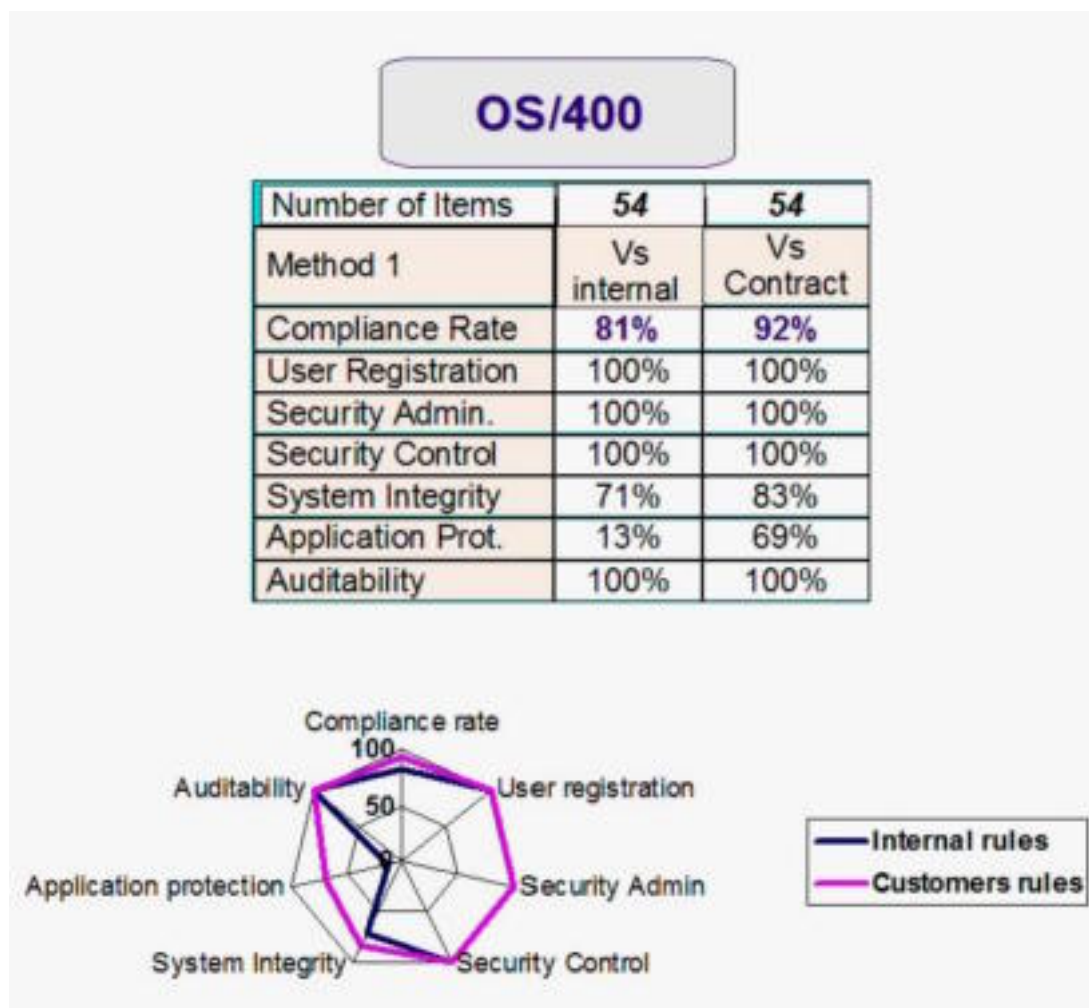 OS/400
Number of Items 54 54
Method 1 Vs internal Vs Contract
Compliance Rate 81% 92%
User Registration 100% 100%
Security Admin. 100% 100%
Security Control 100% 100%
System Integrity 71% 83%
Application Prot. 13% 69%
Auditability 100% 100%
Compliance rate
100
Auditability
User registration
50
0
Application protection
Security Admin
System Integrity
Security Control
Internal rules
Customers rules